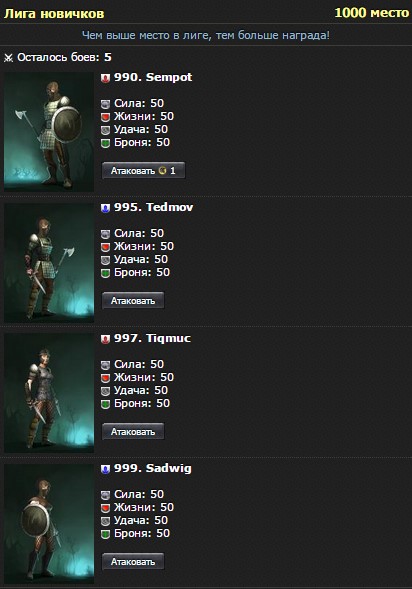 Лига новичков 1000 место
Чем выше место в лиге, тем больше награда!
Осталось боев: 5
990. Sempot
Сила: 50
Жизни: 50
Удача: 50
Броня: 50
Атаковать 1
995. Tedmov
Сила: 50
Жизни: 50
Удача: 50
Броня: 50
Атаковать
997. Tiqmuc
Сила: 50
Жизни: 50
Удача: 50
Броня: 50
Атаковать
999. Sadwig
Сила: 50
Жизни: 50
Удача: 50
Броня: 50
Атаковать